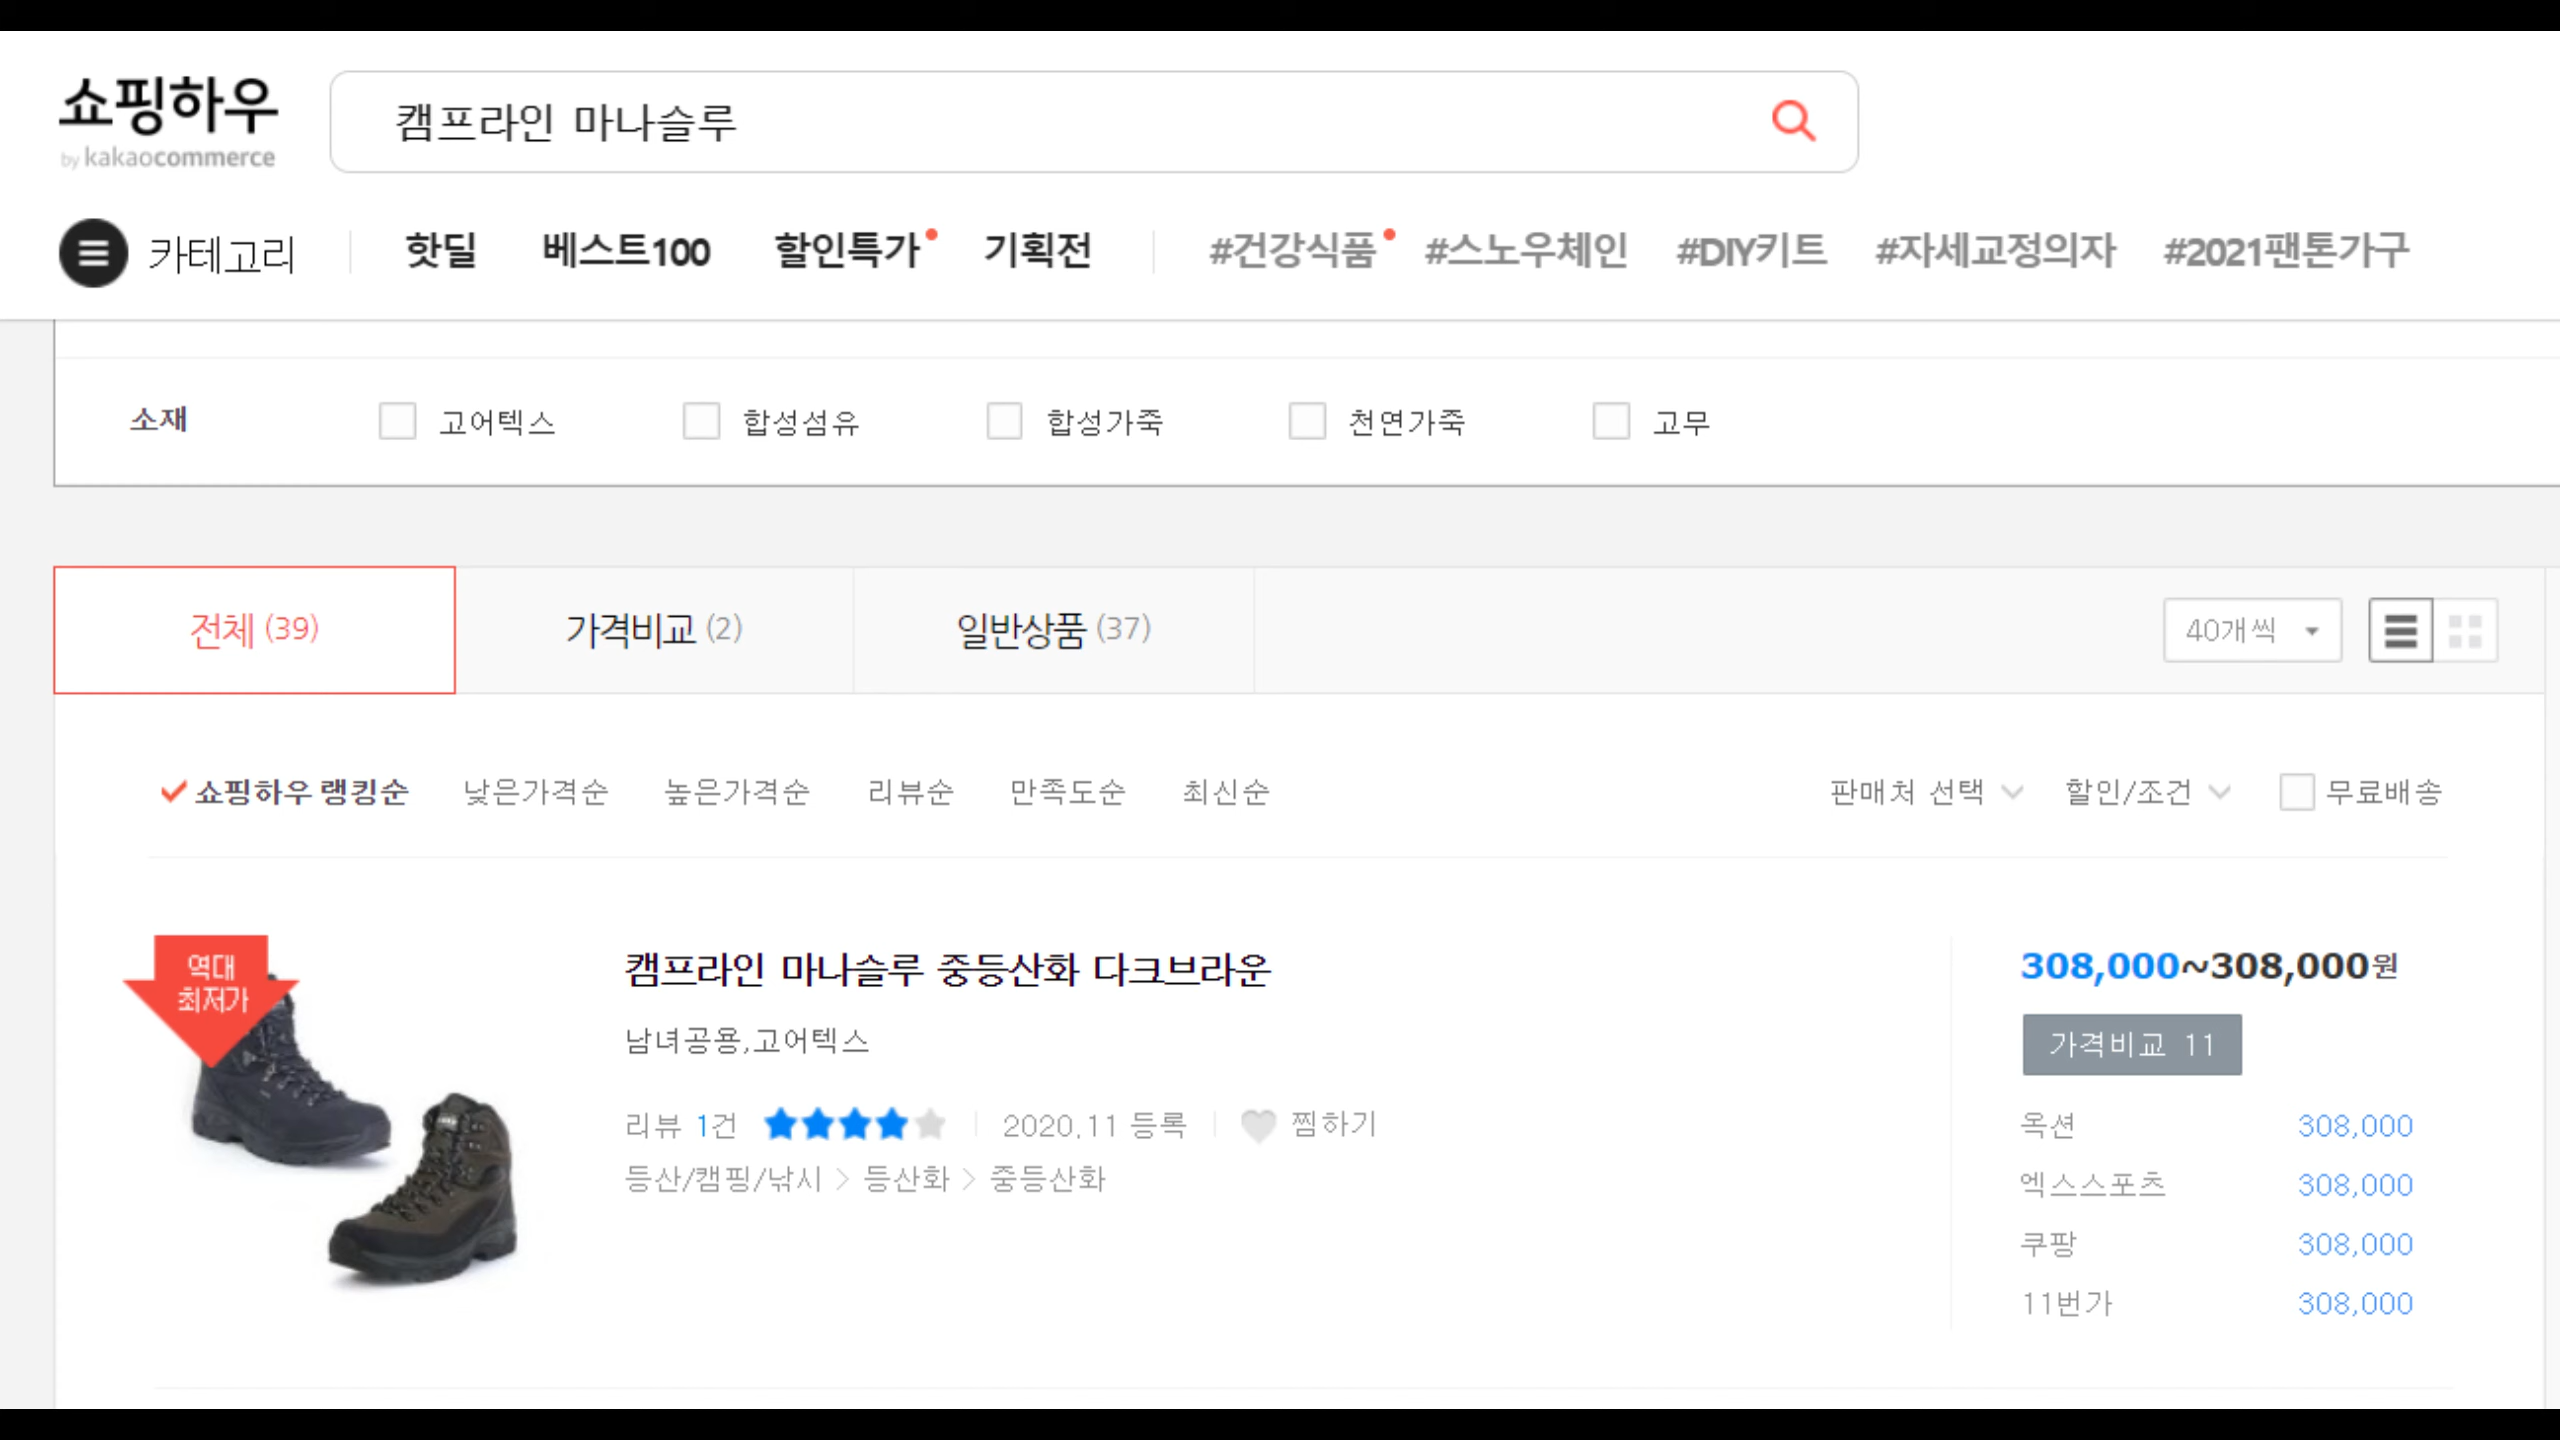 쇼핑하우
by kakaocommerce
캠프라인 마나슬루
카테고리 핫딜 베스트100 할인특가 기획전 #건강식품 #스노우체인 #DIY키트 #자세교정의자 #2021팬톤가구
소재 고어텍스 합성섬유 합성가죽 천연가죽 고무
전체 (39) 가격비교 (2) 일반상품 (37) 40개씩
쇼핑하우 랭킹순 낮은가격순 높은가격순 리뷰순 만족도순 최신순 판매처 선택 할인/조건 무료배송
역대
최저가
캠프라인 마나슬루 중등산화 다크브라운
남녀공용,고어텍스
리뷰 1건 2020.11 등록 찜하기
등산/캠핑/낚시 > 등산화 > 중등산화
308,000~308,000원
가격비교 11
옥션 308,000
엑스스포츠 308,000
쿠팡 308,000
11번가 308,000